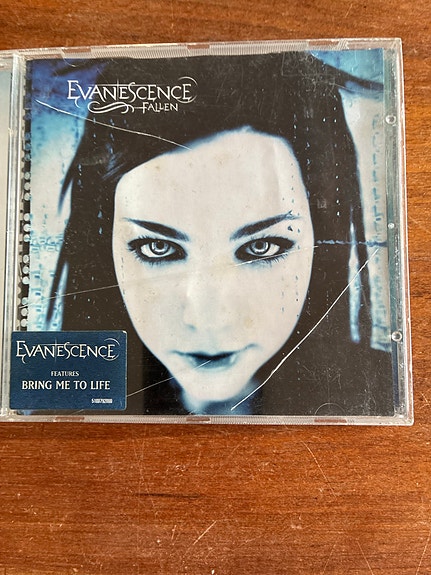 EVANESCENCE
FALLEN
EVANESCENCE
FEATURES
BRING ME TO LIFE